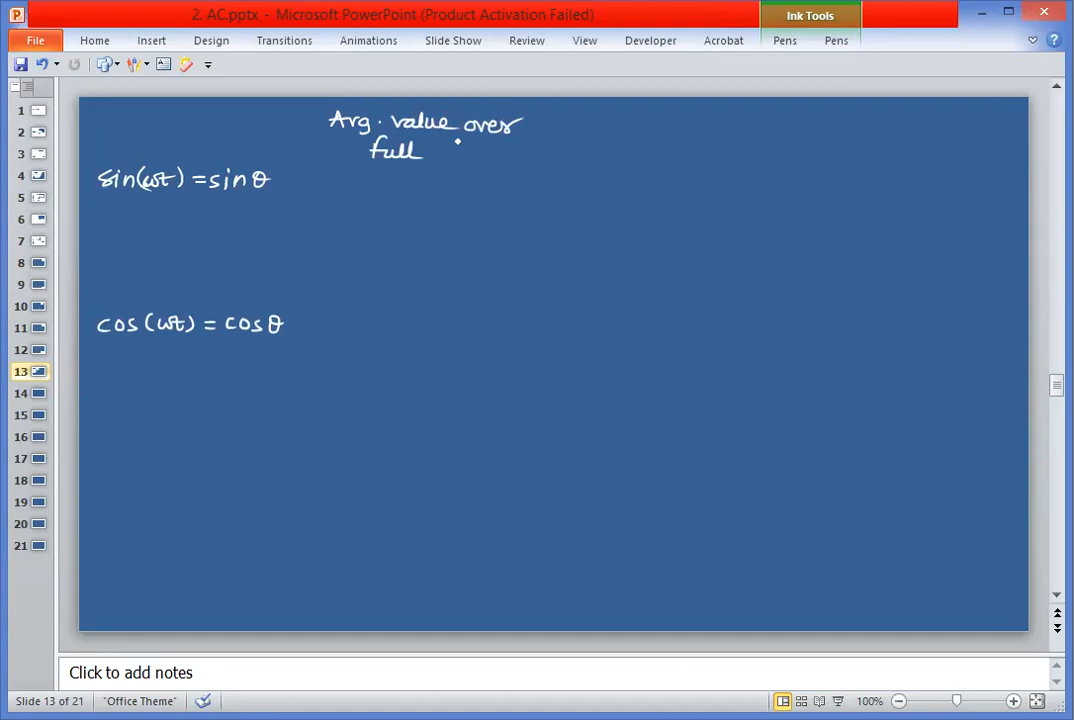 2. AC.pptx - Microsoft PowerPoint (Product Activation Failed)
Ink Tools
File Home Insert Design Transitions Animations Slide Show Review View Developer Acrobat Pens Pens
1
2
3
4
5
6
7
8
9
10
11
12
13
14
15
16
17
18
19
20
21
Avg. value over
full
sin(ωt) = sin θ
cos(ωt) = cos θ
Click to add notes
Slide 13 of 21 "Office Theme" 100%